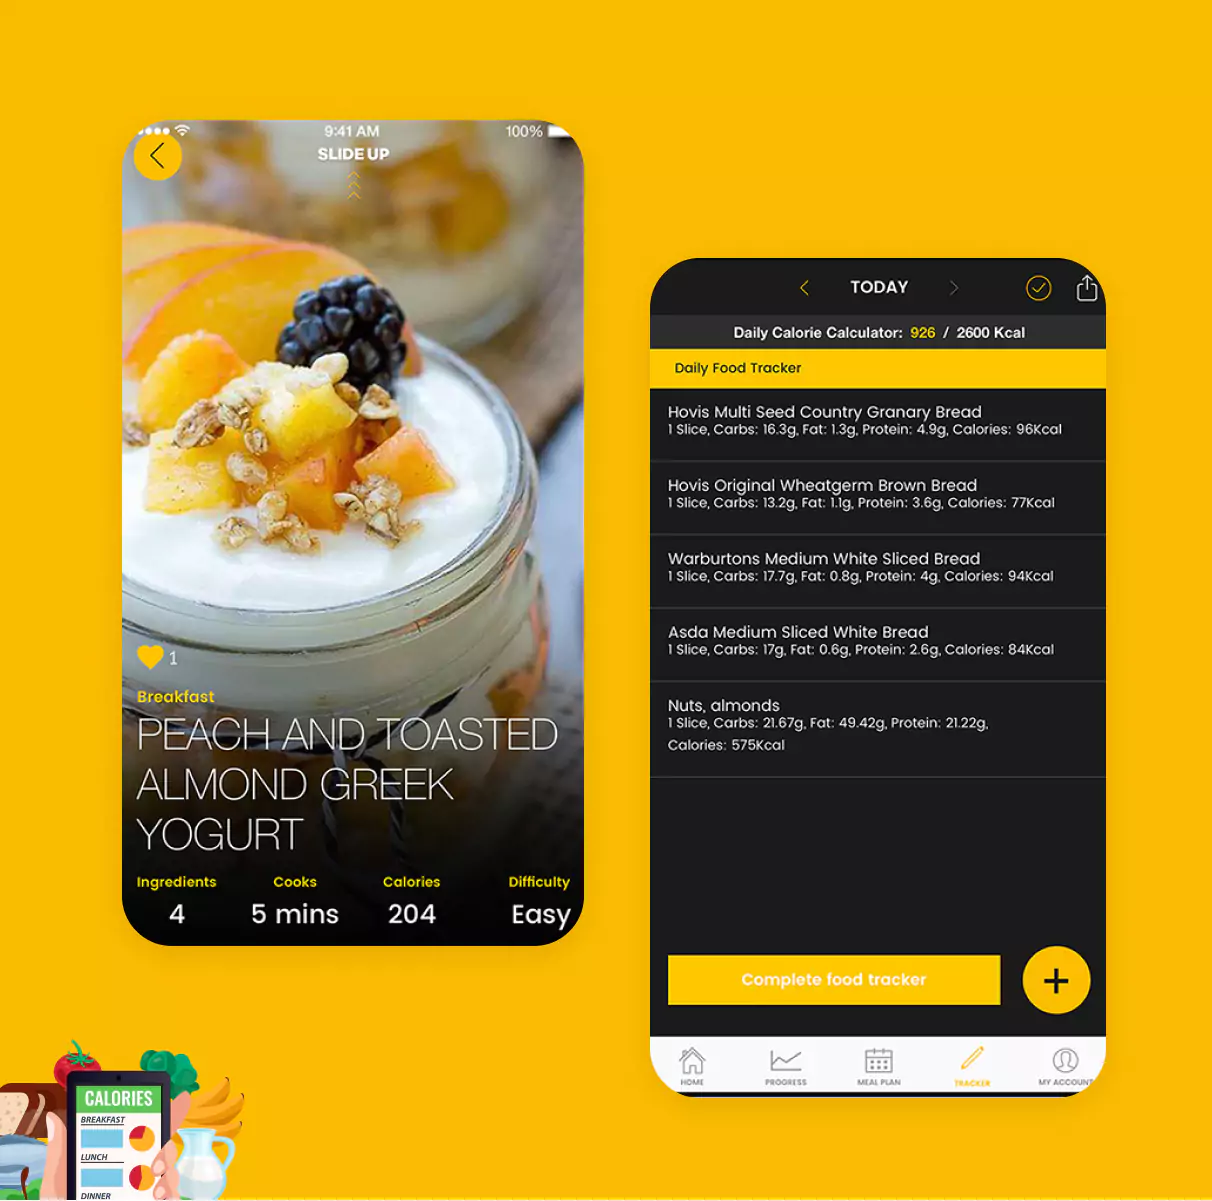 9:41 AM
100%
SLIDE UP
1
Breakfast
PEACH AND TOASTED
ALMOND GREEK
YOGURT
Ingredients Cooks Calories Difficulty
4 5 mins 204 Easy
TODAY
Daily Calorie Calculator: 926 / 2600 Kcal
Daily Food Tracker
Hovis Multi Seed Country Granary Bread
1 Slice, Carbs: 16.3g, Fat: 1.3g, Protein: 4.9g, Calories: 96Kcal
Hovis Original Wheatgerm Brown Bread
1 Slice, Carbs: 13.2g, Fat: 1.1g, Protein: 3.6g, Calories: 77Kcal
Warburtons Medium White Sliced Bread
1 Slice, Carbs: 17.7g, Fat: 0.8g, Protein: 4g, Calories: 94Kcal
Asda Medium Sliced White Bread
1 Slice, Carbs: 17g, Fat: 0.6g, Protein: 2.6g, Calories: 84Kcal
Nuts, almonds
1 Slice, Carbs: 21.67g, Fat: 49.42g, Protein: 21.22g,
Calories: 575Kcal
Complete food tracker
HOME PROGRESS MEAL PLAN TRACKER MY ACCOUNT
CALORIES
BREAKFAST
LUNCH
DINNER